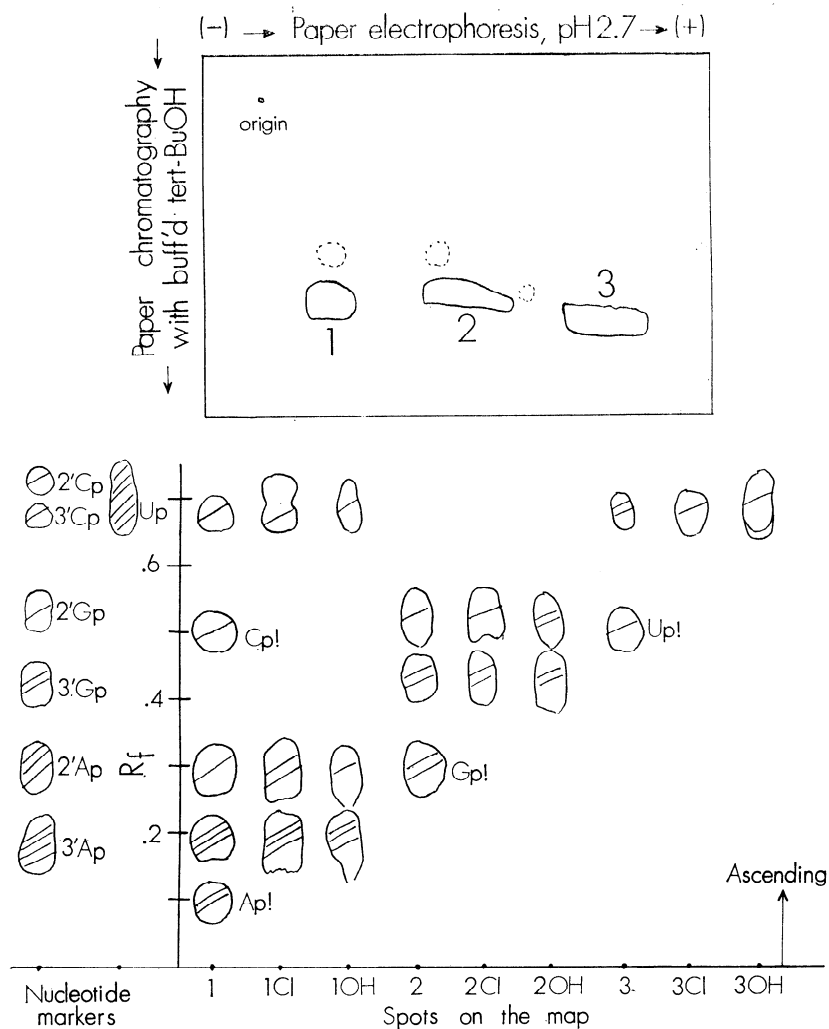 (-) → Paper electrophoresis, pH 2.7 → (+)
Paper chromatography
with buff'd tert-BuOH
origin
1
2
3
2'Cp
3'Cp
Up
.6
2'Gp
Cp!
Up!
3'Gp
.4
2'Ap
Rf
Gp!
3'Ap
.2
Ap!
Ascending
Nucleotide
markers
1 1Cl 1OH 2 2Cl 2OH 3- 3Cl 3OH
Spots on the map